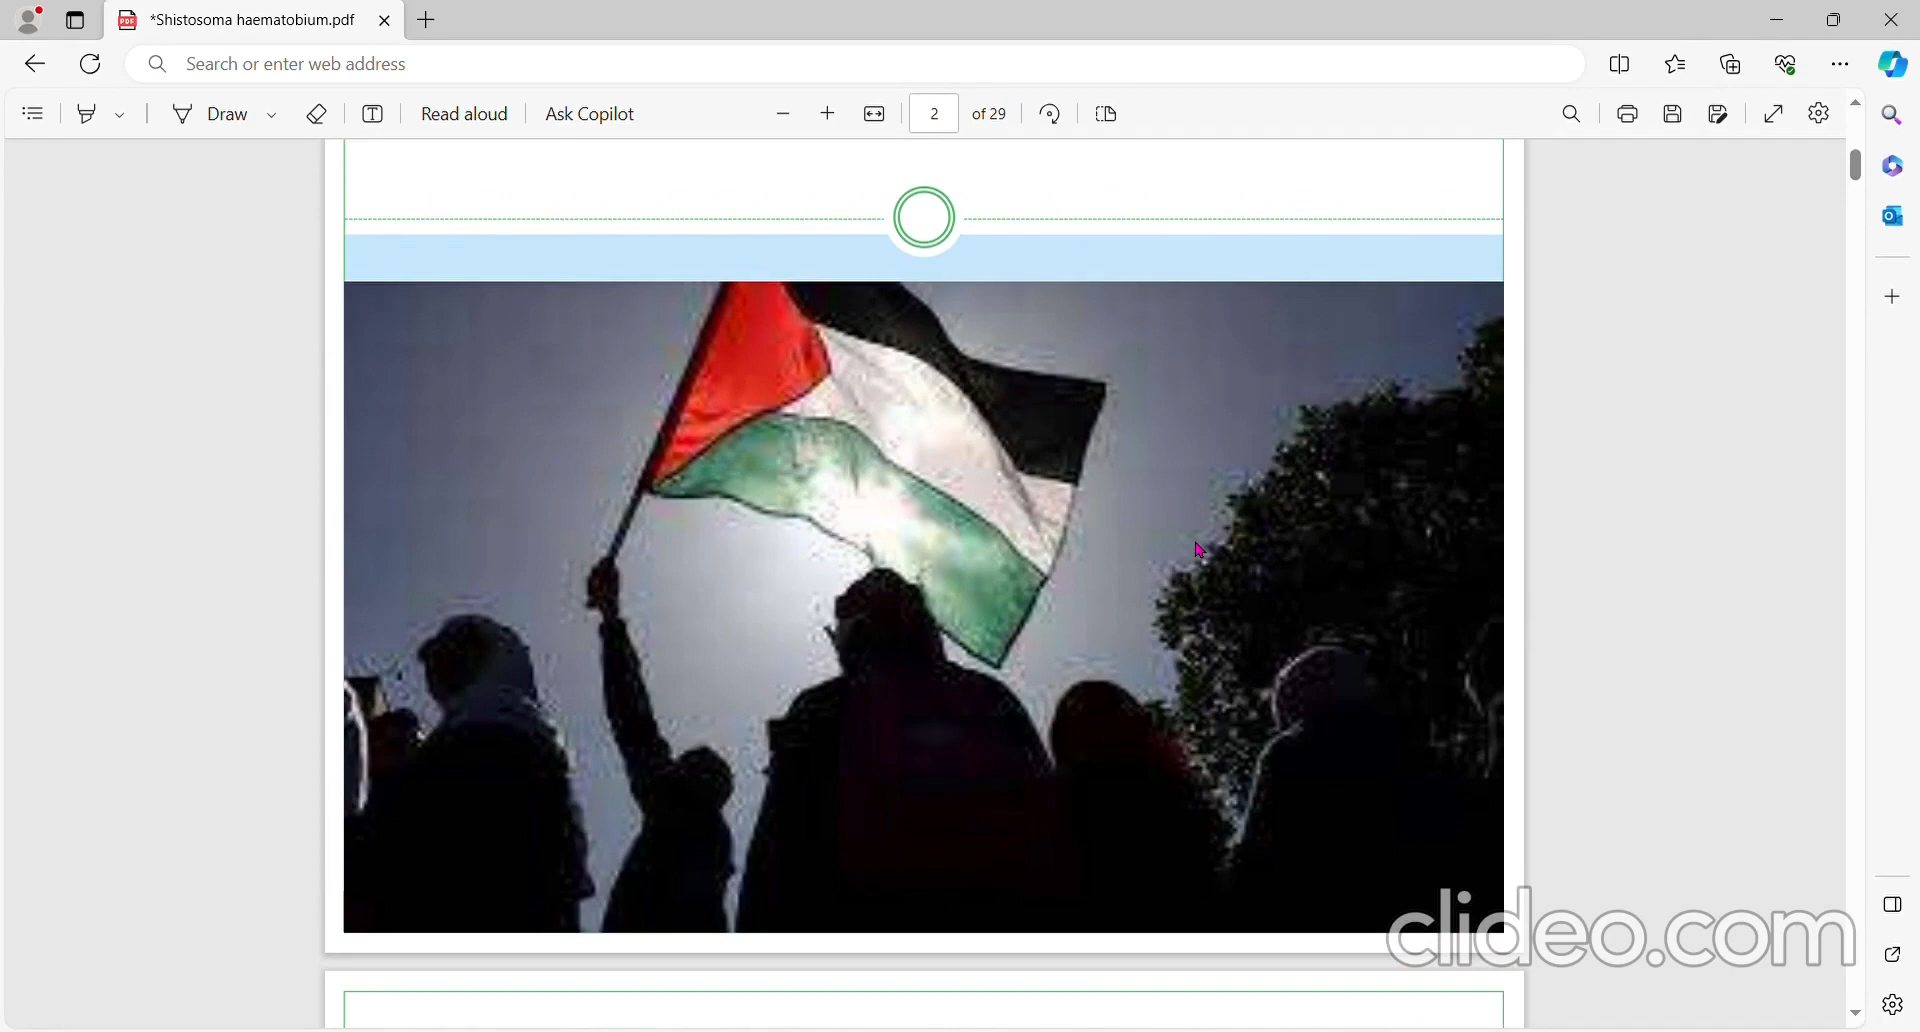 *Shistosoma haematobium.pdf
Search or enter web address
Draw
Read aloud
Ask Copilot
2
of 29
clideo.com